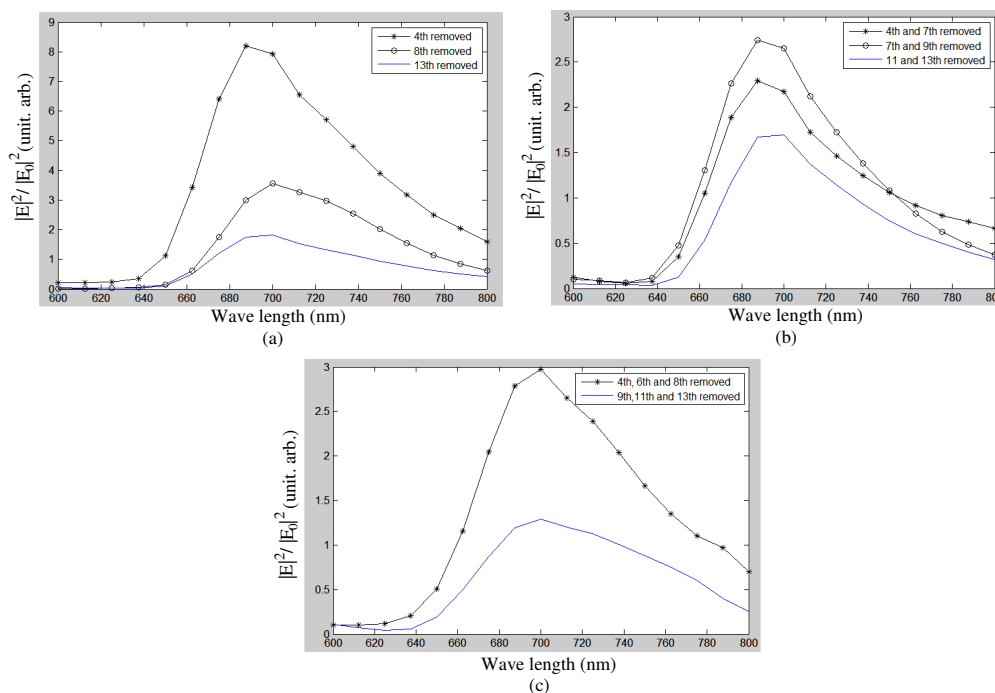 9
8
7
6
5
4
3
2
1
0
|E|²/ |E₀|² (unit. arb.)
4th removed
8th removed
13th removed
600 620 640 660 680 700 720 740 760 780 800
Wave length (nm)
(a)
3
2.5
2
1.5
1
0.5
0
|E|²/ |E₀|² (unit. arb.)
4th and 7th removed
7th and 9th removed
11 and 13th removed
600 620 640 660 680 700 720 740 760 780 800
Wave length (nm)
(b)
3
2.5
2
1.5
1
0.5
0
|E|²/ |E₀|² (unit. arb.)
4th, 6th and 8th removed
9th,11th and 13th removed
600 620 640 660 680 700 720 740 760 780 800
Wave length (nm)
(c)